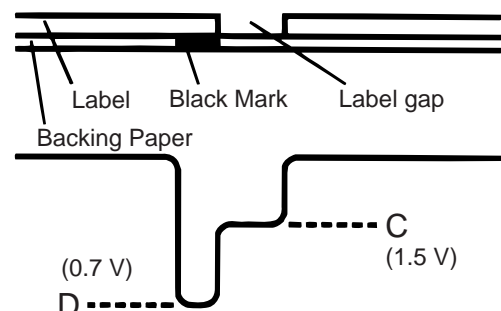 Label
Black Mark
Label gap
Backing Paper
C
(1.5 V)
(0.7 V)
D